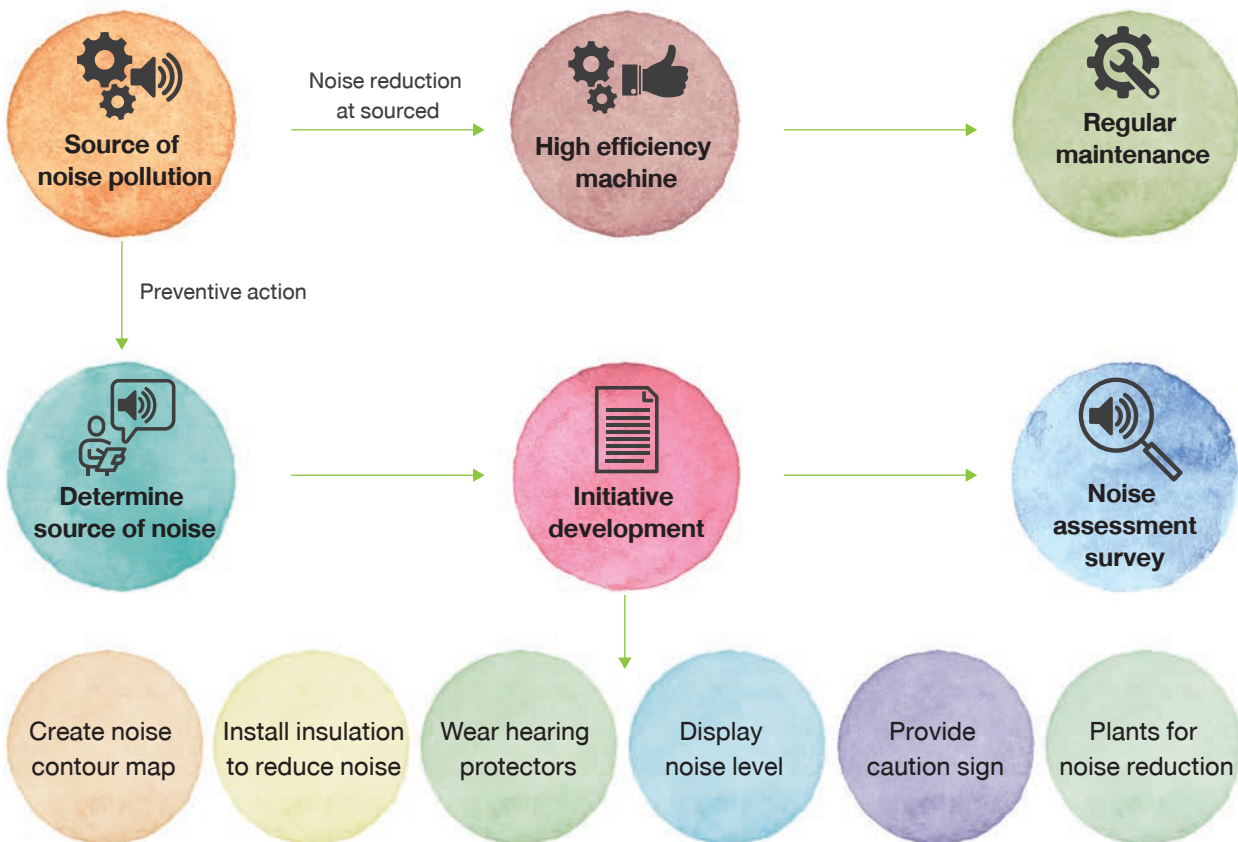 Source of
noise pollution
Noise reduction
at sourced
High efficiency
machine
Regular
maintenance
Preventive action
Determine
source of noise
Initiative
development
Noise
assessment
survey
Create noise
contour map
Install insulation
to reduce noise
Wear hearing
protectors
Display
noise level
Provide
caution sign
Plants for
noise reduction